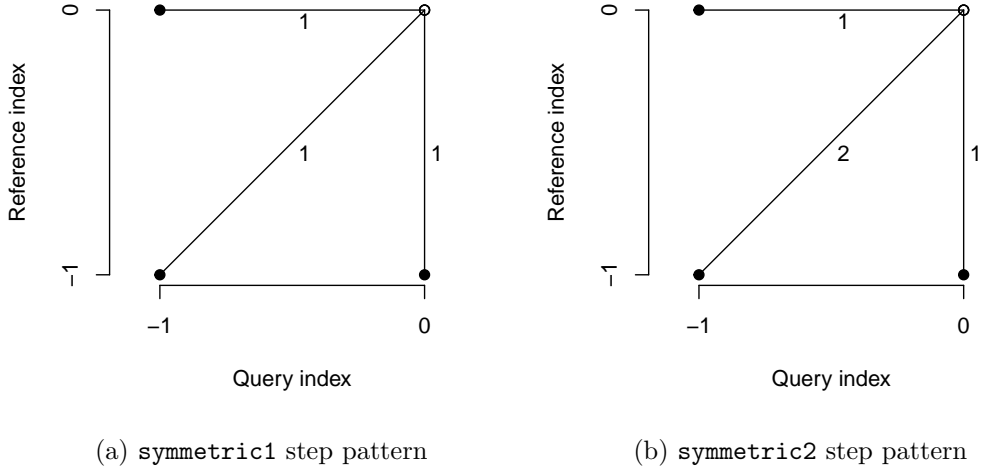 0
1
1
1
−1
−1
0
Reference index
Query index
(a) symmetric1 step pattern
0
1
2
1
−1
−1
0
Reference index
Query index
(b) symmetric2 step pattern